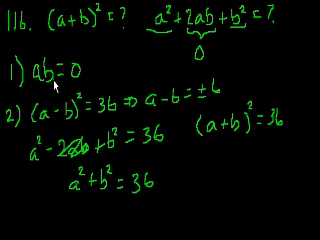 116. (a+b)² = ? a² + 2ab + b² = ?
0
1) ab = 0
2) (a-b)² = 36 ⇒ a-b = ±6
a² - 2ab + b² = 36 (a+b)² = 36
a² + b² = 36